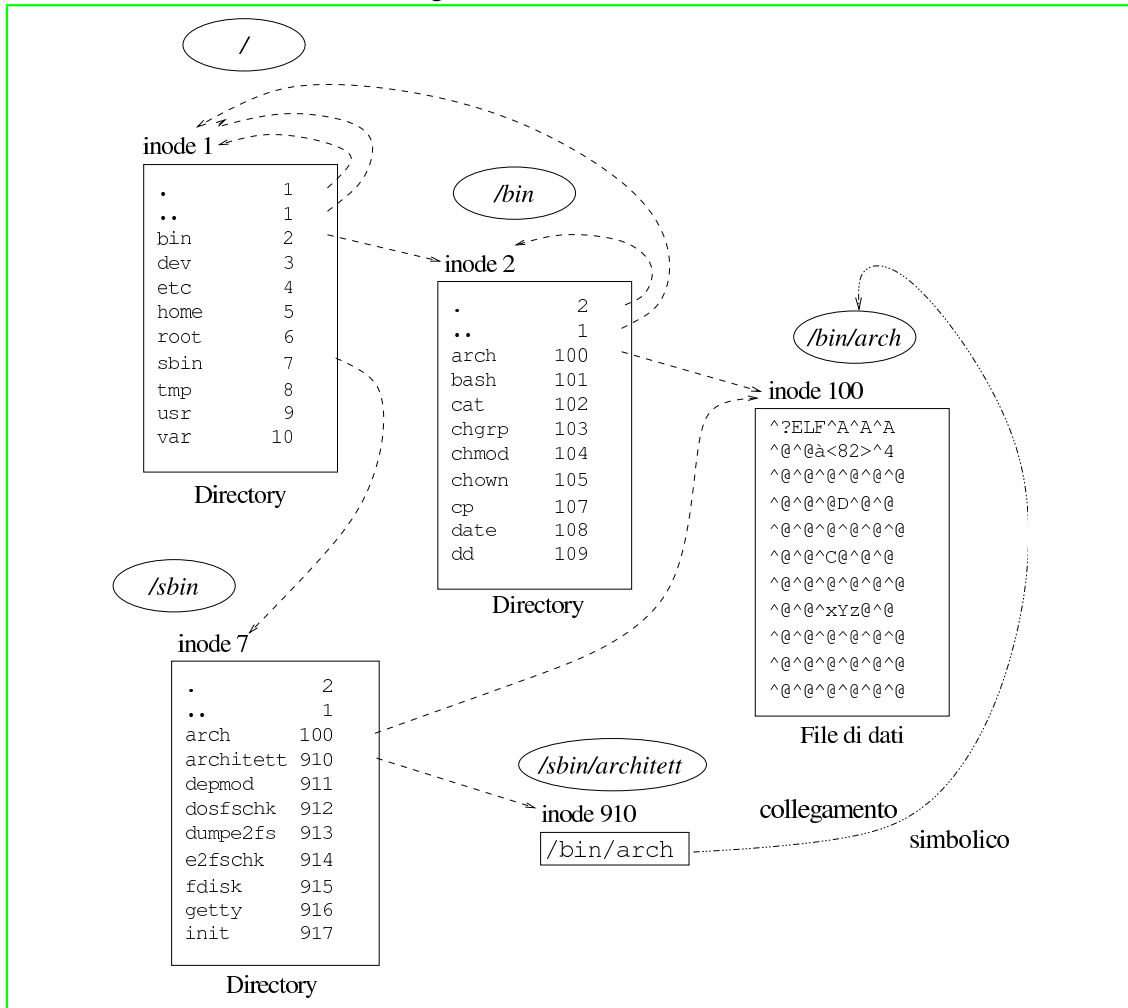 /
inode 1
. 1
.. 1
bin 2
dev 3
etc 4
home 5
root 6
sbin 7
tmp 8
usr 9
var 10
Directory
/bin
inode 2
. 2
.. 1
arch 100
bash 101
cat 102
chgrp 103
chmod 104
chown 105
cp 107
date 108
dd 109
Directory
/bin/arch
inode 100
^?ELF^A^A^A
^@^@à<82>^4
^@^@^@^@^@^@
^@^@^@D^@^@
^@^@^@^@^@^@
^@^@^C@^@^@
^@^@^@^@^@^@
^@^@^xYz@^@
^@^@^@^@^@^@
^@^@^@^@^@^@
^@^@^@^@^@^@
File di dati
/sbin
inode 7
. 2
.. 1
arch 100
architett 910
depmod 911
dosfschk 912
dumpe2fs 913
e2fschk 914
fdisk 915
getty 916
init 917
Directory
/sbin/architett
inode 910
/bin/arch
collegamento
simbolico